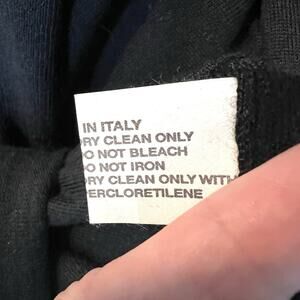 IN ITALY
RY CLEAN ONLY
O NOT BLEACH
O NOT IRON
RY CLEAN ONLY WITH
ERCLORETILENE